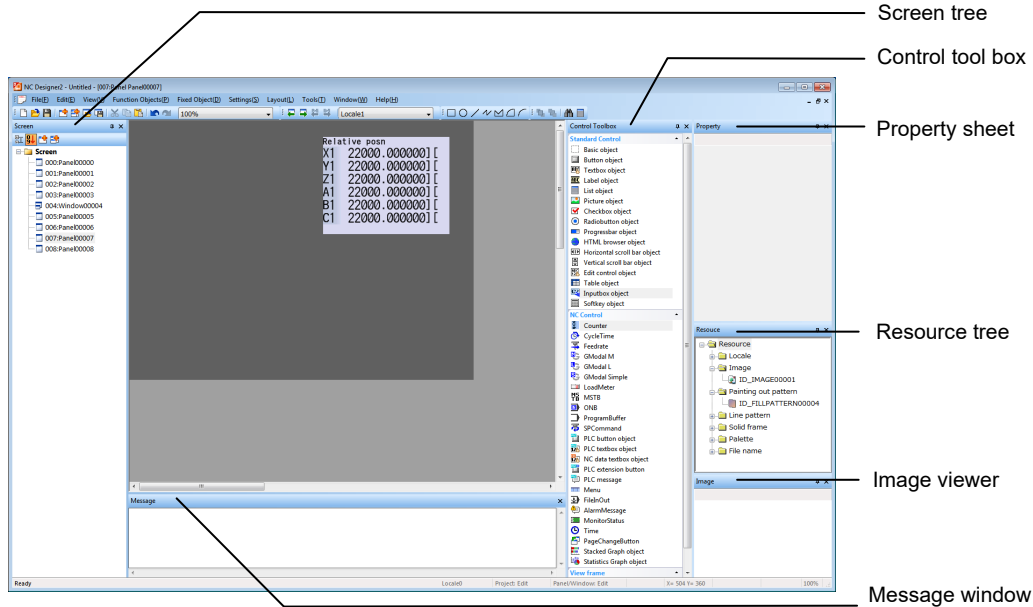 Screen tree
Control tool box
Property sheet
Resource tree
Image viewer
Message window
NC Designer2 - Untitled - [007:Panel Panel00007]
File(F) Edit(E) View(V) Function Objects(P) Fixed Object(D) Settings(S) Layout(L) Tools(T) Window(W) Help(H)
100% Locale1
Screen
Screen
000:Panel00000
001:Panel00001
002:Panel00002
003:Panel00003
004:Window00004
005:Panel00005
006:Panel00006
007:Panel00007
008:Panel00008
Relative posn
X1 22000.000000][
Y1 22000.000000][
Z1 22000.000000][
A1 22000.000000][
B1 22000.000000][
C1 22000.000000][
Message
Control Toolbox
Standard Control
Basic object
Button object
Textbox object
Label object
List object
Picture object
Checkbox object
Radiobutton object
Progressbar object
HTML browser object
Horizontal scroll bar object
Vertical scroll bar object
Edit control object
Table object
Inputbox object
Softkey object
NC Control
Counter
CycleTime
Feedrate
GModal M
GModal L
GModal Simple
LoadMeter
MSTB
ONB
ProgramBuffer
SPCommand
PLC button object
PLC textbox object
NC data textbox object
PLC extension button
PLC message
Menu
FileInOut
AlarmMessage
MonitorStatus
Time
PageChangeButton
Stacked Graph object
Statistics Graph object
View frame
Property
Resouce
Resource
Locale
Image
ID_IMAGE00001
Painting out pattern
ID_FILLPATTERN00004
Line pattern
Solid frame
Palette
File name
Image
Ready Locale0 Project: Edit Panel/Window: Edit X= 504 Y= 360 100%